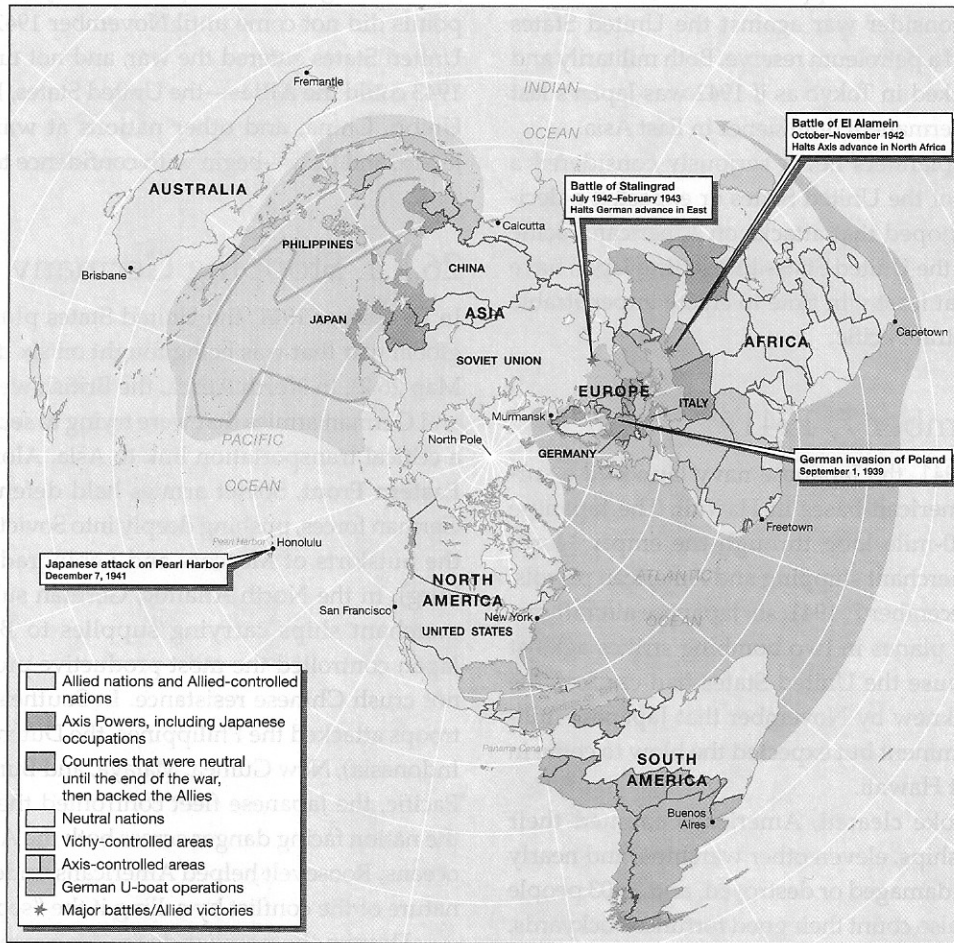 Fremantle
INDIAN
OCEAN
Battle of El Alamein
October–November 1942
Halts Axis advance in North Africa
AUSTRALIA
Battle of Stalingrad
July 1942–February 1943
Halts German advance in East
Calcutta
PHILIPPINES
CHINA
Brisbane
ASIA
JAPAN
AFRICA
Capetown
SOVIET UNION
EUROPE
ITALY
Murmansk
PACIFIC
OCEAN
North Pole
GERMANY
German invasion of Poland
September 1, 1939
Freetown
Pearl Harbor
Honolulu
Japanese attack on Pearl Harbor
December 7, 1941
ATLANTIC
OCEAN
NORTH
AMERICA
San Francisco
New York
UNITED STATES
Panama Canal
SOUTH
AMERICA
Buenos
Aires
Allied nations and Allied-controlled
nations
Axis Powers, including Japanese
occupations
Countries that were neutral
until the end of the war,
then backed the Allies
Neutral nations
Vichy-controlled areas
Axis-controlled areas
German U-boat operations
Major battles/Allied victories